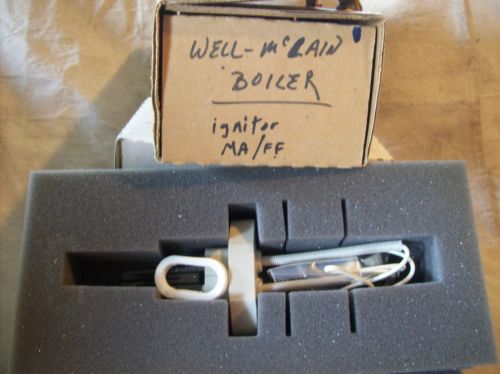 WELL-McLAIN
BOILER
ignitor
MA/FF